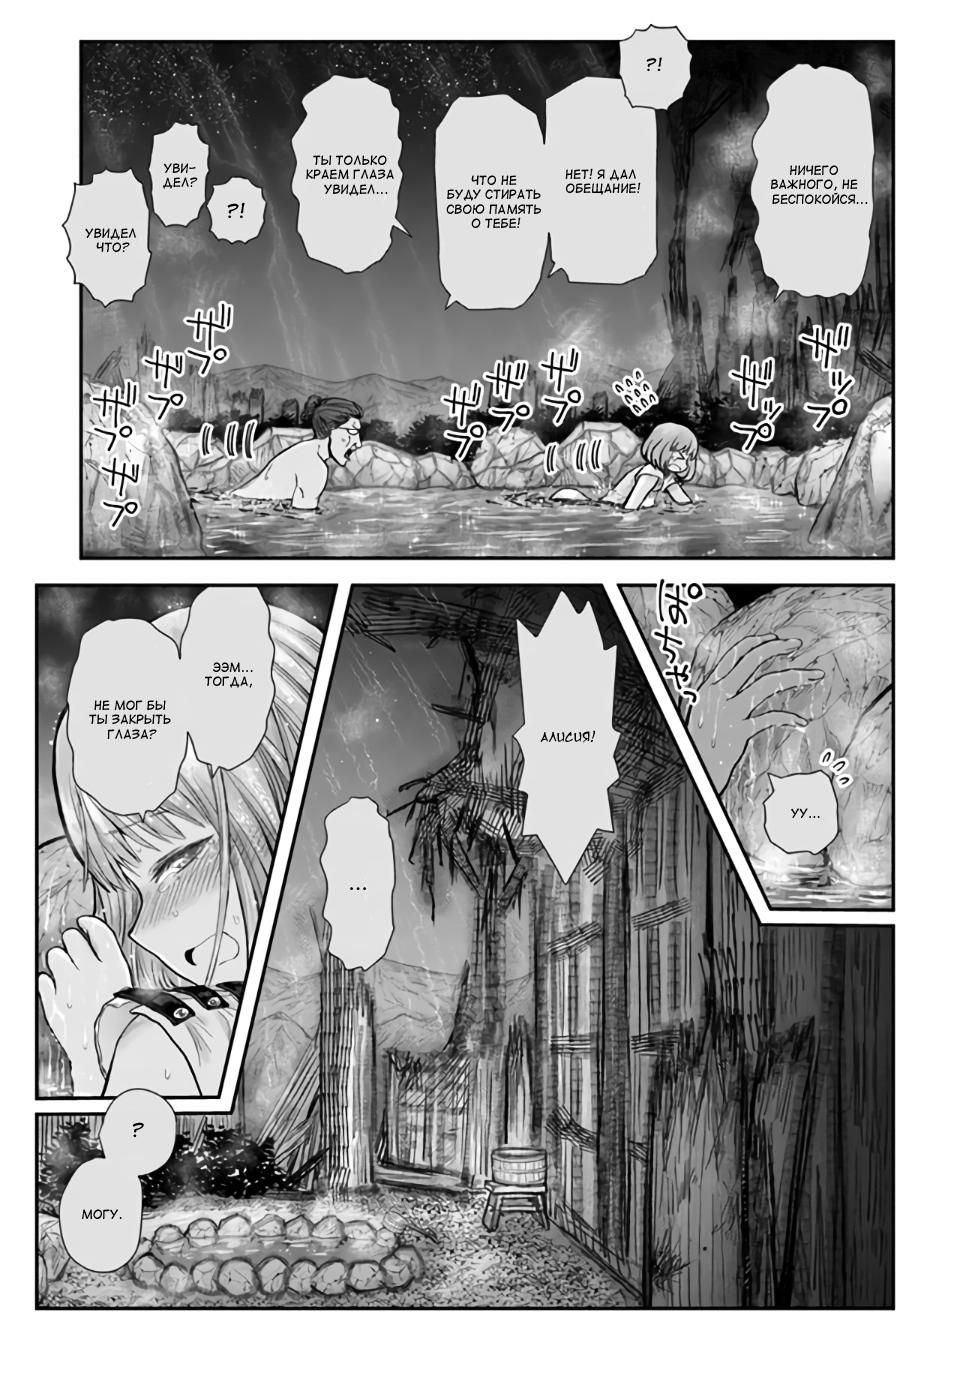 ?!
НИЧЕГО
ВАЖНОГО, НЕ
БЕСПОКОЙСЯ...
НЕТ! Я ДАЛ
ОБЕЩАНИЕ!
ЧТО НЕ
БУДУ СТИРАТЬ
СВОЮ ПАМЯТЬ
О ТЕБЕ!
ТЫ ТОЛЬКО
КРАЕМ ГЛАЗА
УВИДЕЛ...
?!
УВИ-
ДЕЛ?
УВИДЕЛ
ЧТО?
ザプ
ザプ
ザプ
ザプ
ザプ
ザッ
プ
ザプ
УУ...
АЛИСИЯ!
...
ЭЭМ...
ТОГДА,
НЕ МОГ БЫ
ТЫ ЗАКРЫТЬ
ГЛАЗА?
?
МОГУ.